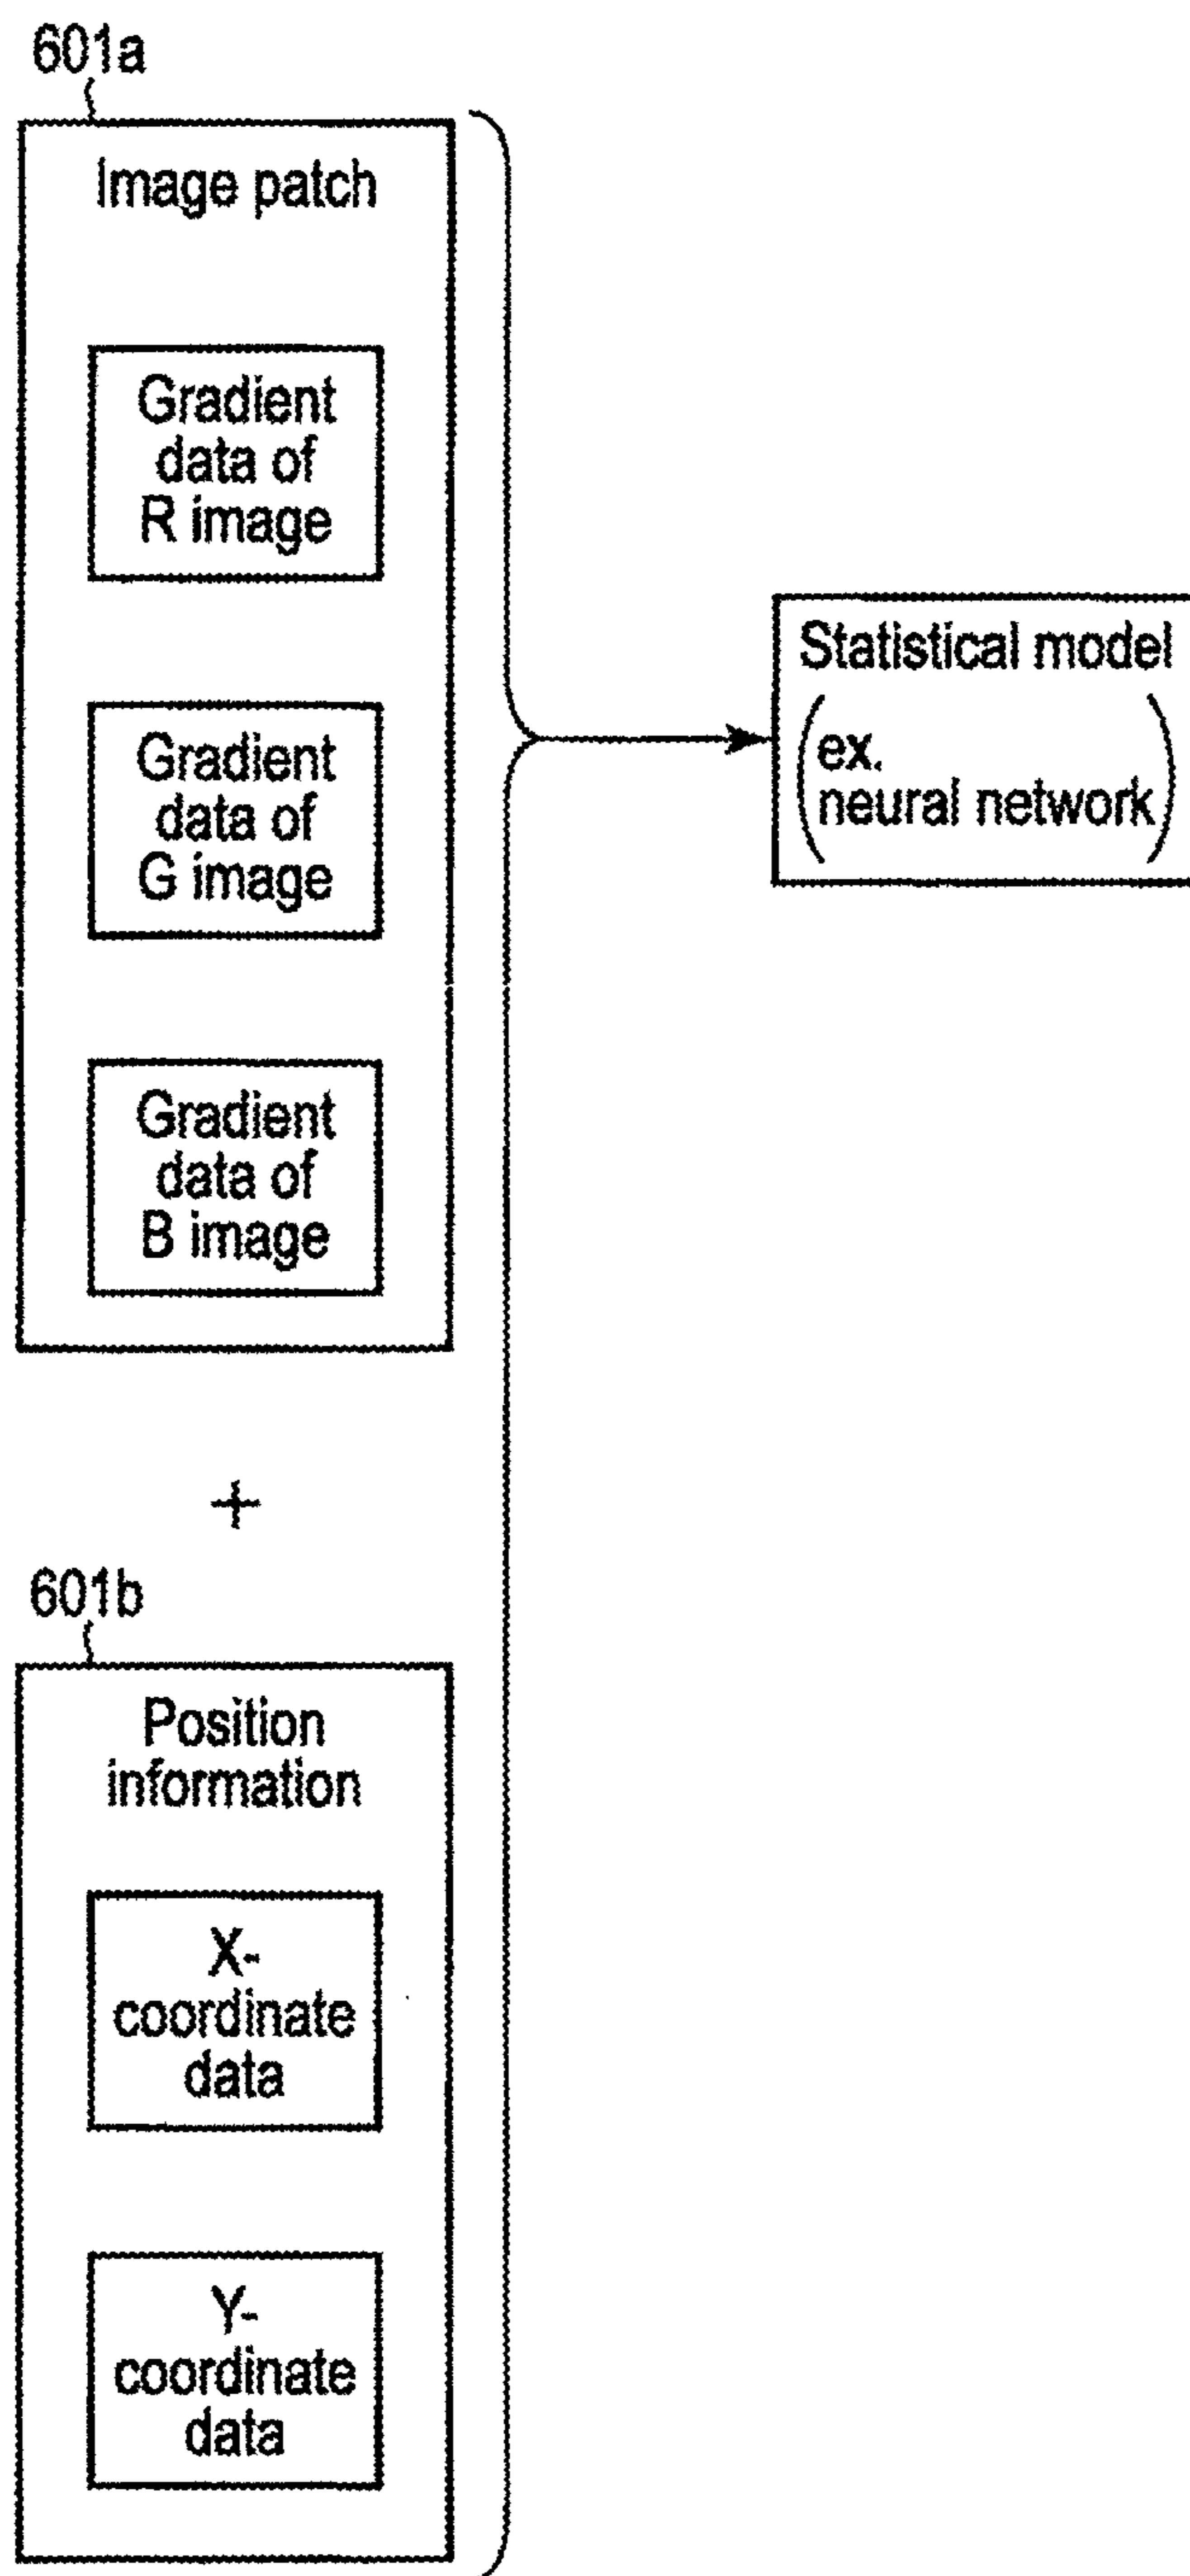 601a
Image patch
Gradient
data of
R image
Gradient
data of
G image
Gradient
data of
B image
+
601b
Position
information
X-
coordinate
data
Y-
coordinate
data
Statistical model
(ex.
neural network)